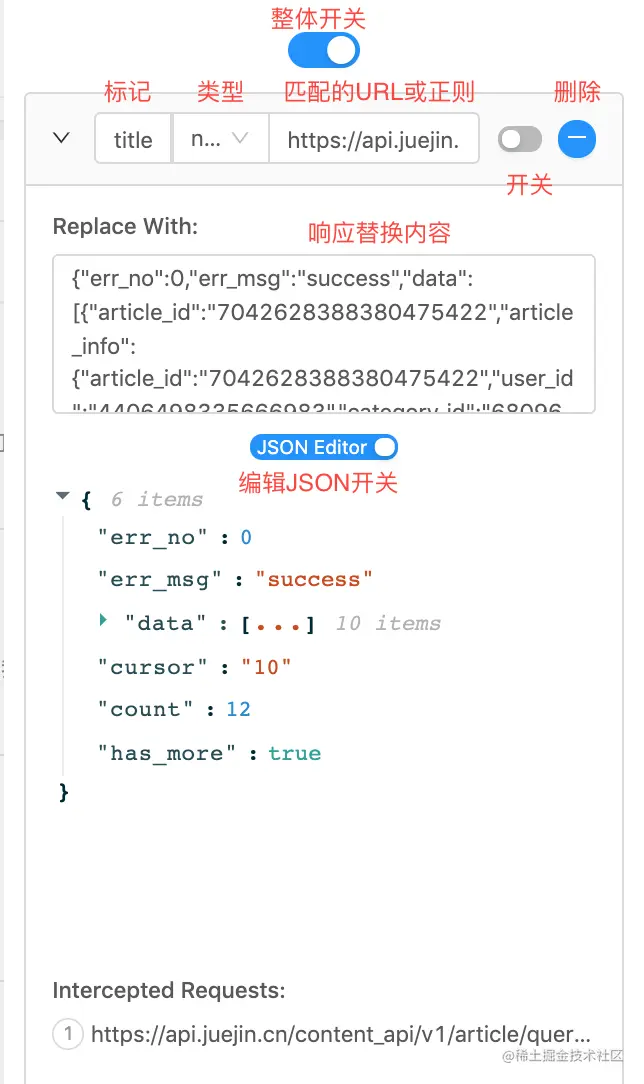 整体开关
标记 类型 匹配的URL或正则 删除
title n... https://api.juejin.
开关
Replace With: 响应替换内容
{"err_no":0,"err_msg":"success","data":
[{"article_id":"7042628388380475422","article
_info":
{"article_id":"7042628388380475422","user_id
":"4406498335666983","category_id":"68096
JSON Editor
编辑JSON开关
{ 6 items
"err_no" : 0
"err_msg" : "success"
"data" : [...] 10 items
"cursor" : "10"
"count" : 12
"has_more" : true
}
Intercepted Requests:
1 https://api.juejin.cn/content_api/v1/article/quer...
@稀土掘金技术社区